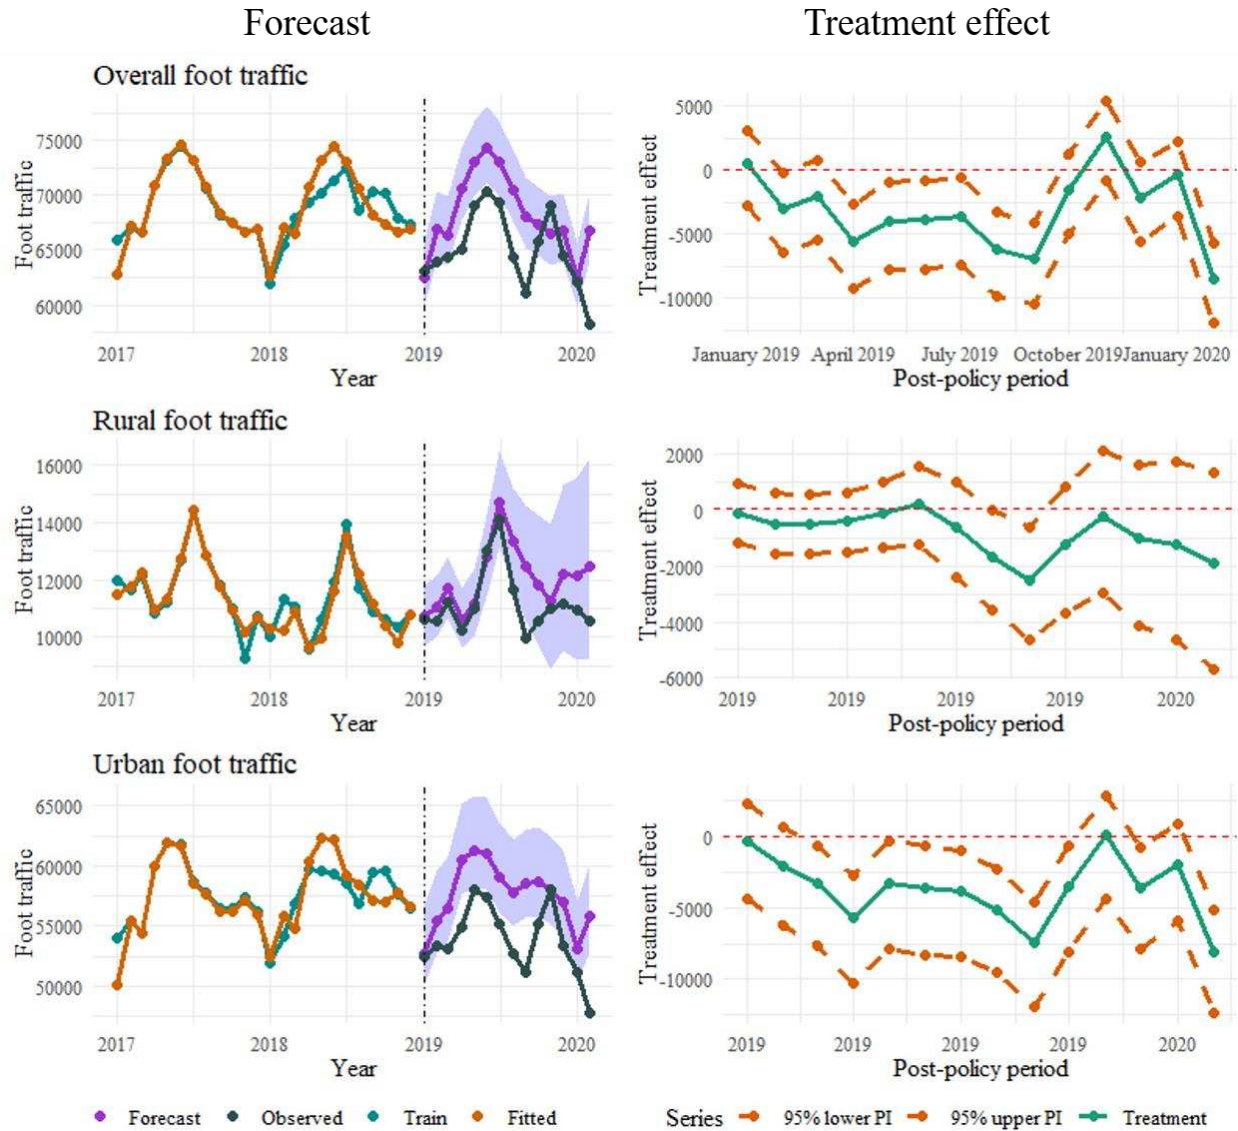 Forecast
Treatment effect
Overall foot traffic
Foot traffic
75000
70000
65000
60000
2017
2018
2019
2020
Year
Treatment effect
5000
0
-5000
-10000
January 2019
April 2019
July 2019
October 2019
January 2020
Post-policy period
Rural foot traffic
Foot traffic
16000
14000
12000
10000
2017
2018
2019
2020
Year
Treatment effect
2000
0
-2000
-4000
-6000
2019
2019
2019
2019
2020
Post-policy period
Urban foot traffic
Foot traffic
65000
60000
55000
50000
2017
2018
2019
2020
Year
Treatment effect
0
-5000
-10000
2019
2019
2019
2019
2020
Post-policy period
Forecast
Observed
Train
Fitted
Series
95% lower PI
95% upper PI
Treatment